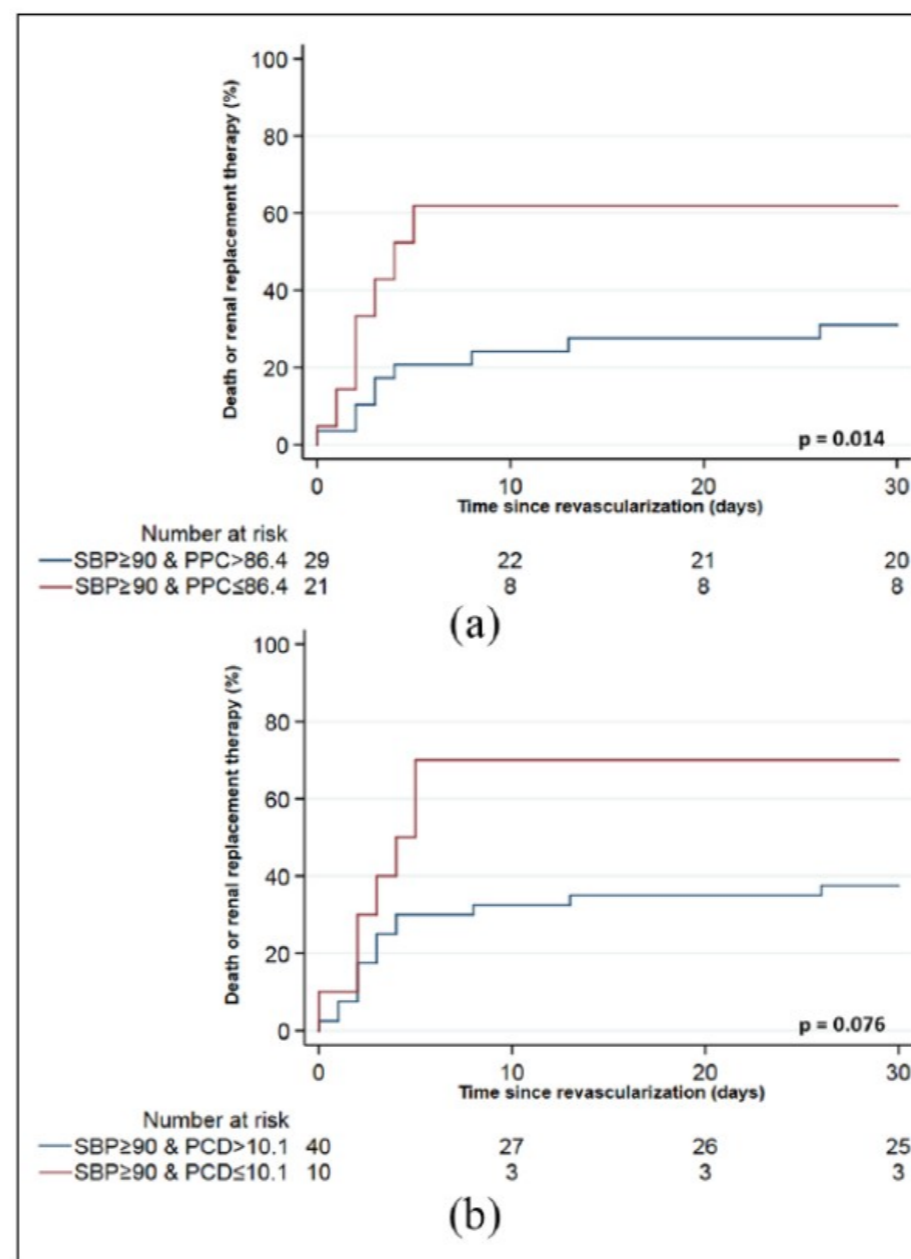 Death or renal replacement therapy (%)
100
80
60
40
20
0
p = 0.014
0 10 20 30
Time since revascularization (days)
Number at risk
SBP≥90 & PPC>86.4 29 22 21 20
SBP≥90 & PPC≤86.4 21 8 8 8
(a)
Death or renal replacement therapy (%)
100
80
60
40
20
0
p = 0.076
0 10 20 30
Time since revascularization (days)
Number at risk
SBP≥90 & PCD>10.1 40 27 26 25
SBP≥90 & PCD≤10.1 10 3 3 3
(b)